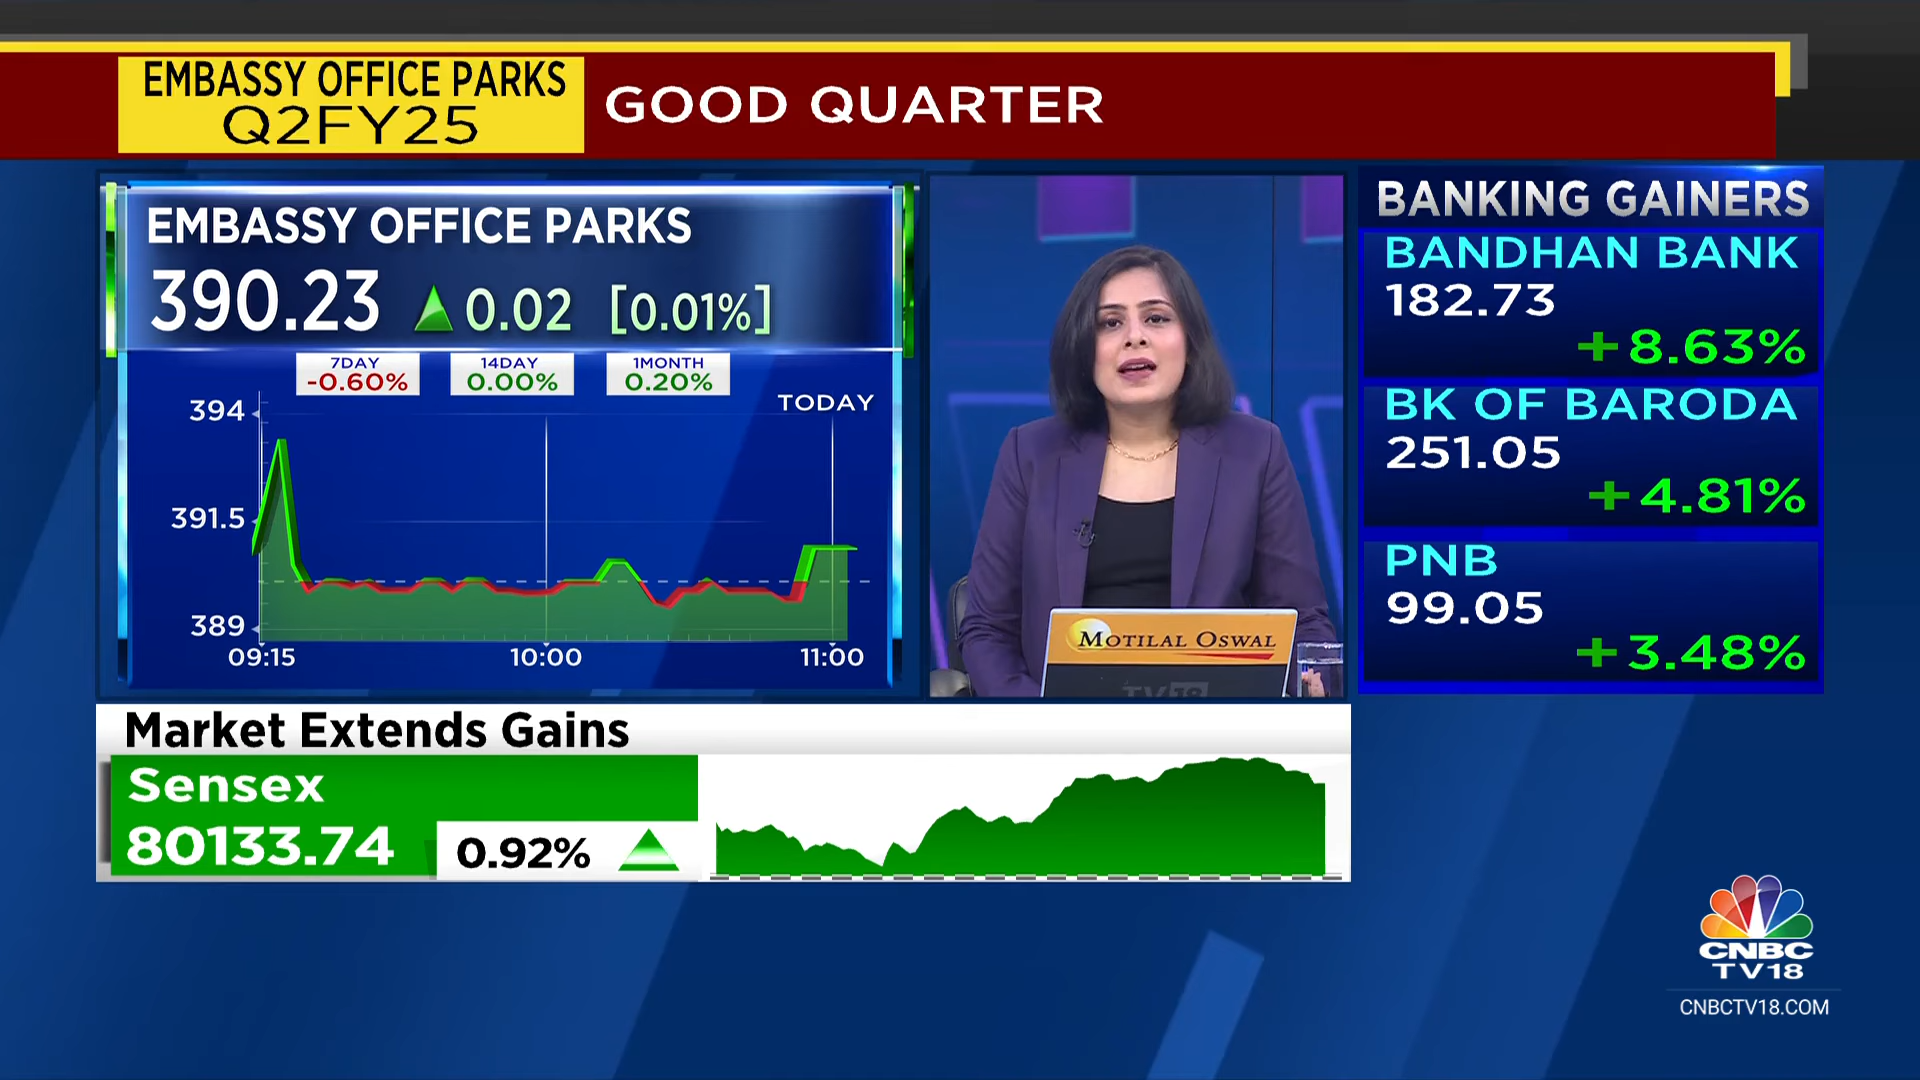 EMBASSY OFFICE PARKS
Q2FY25
GOOD QUARTER
EMBASSY OFFICE PARKS
390.23 0.02 [0.01%]
7DAY 14DAY 1MONTH
-0.60% 0.00% 0.20%
TODAY
394
391.5
389
09:15 10:00 11:00
MOTILAL OSWAL
TV18
BANKING GAINERS
BANDHAN BANK
182.73
+8.63%
BK OF BARODA
251.05
+4.81%
PNB
99.05
+3.48%
Market Extends Gains
Sensex
80133.74 0.92%
CNBC
TV18
CNBCTV18.COM